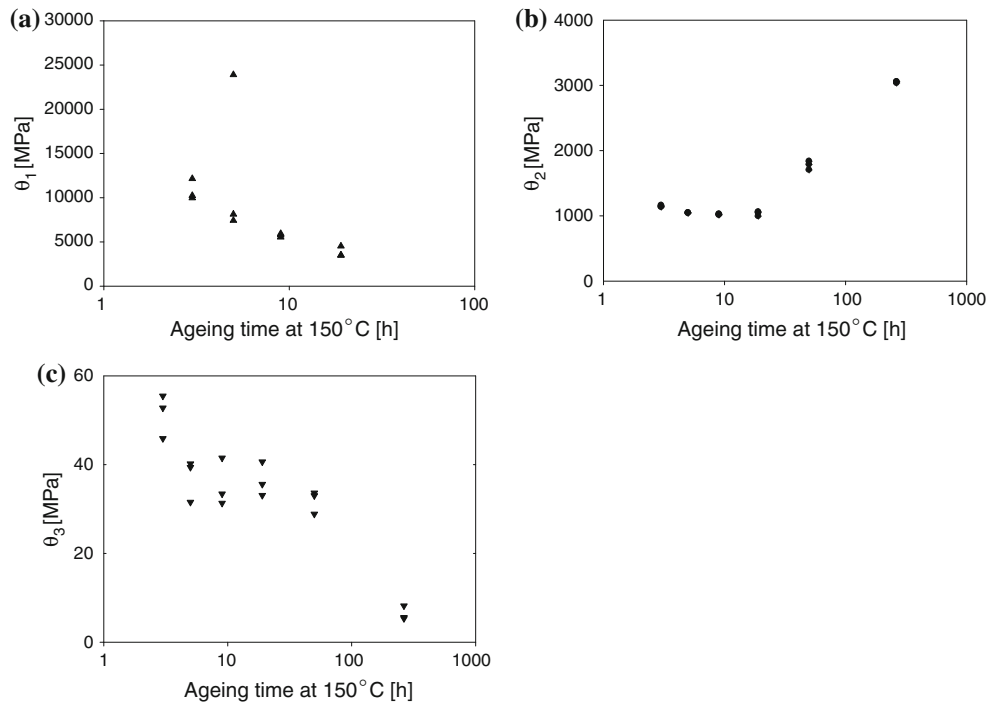 (a)
30000
25000
20000
15000
10000
5000
0
θ1 [MPa]
1 10 100
Ageing time at 150°C [h]
(b)
4000
3000
2000
1000
0
θ2 [MPa]
1 10 100 1000
Ageing time at 150°C [h]
(c)
60
40
20
0
θ3 [MPa]
1 10 100 1000
Ageing time at 150°C [h]